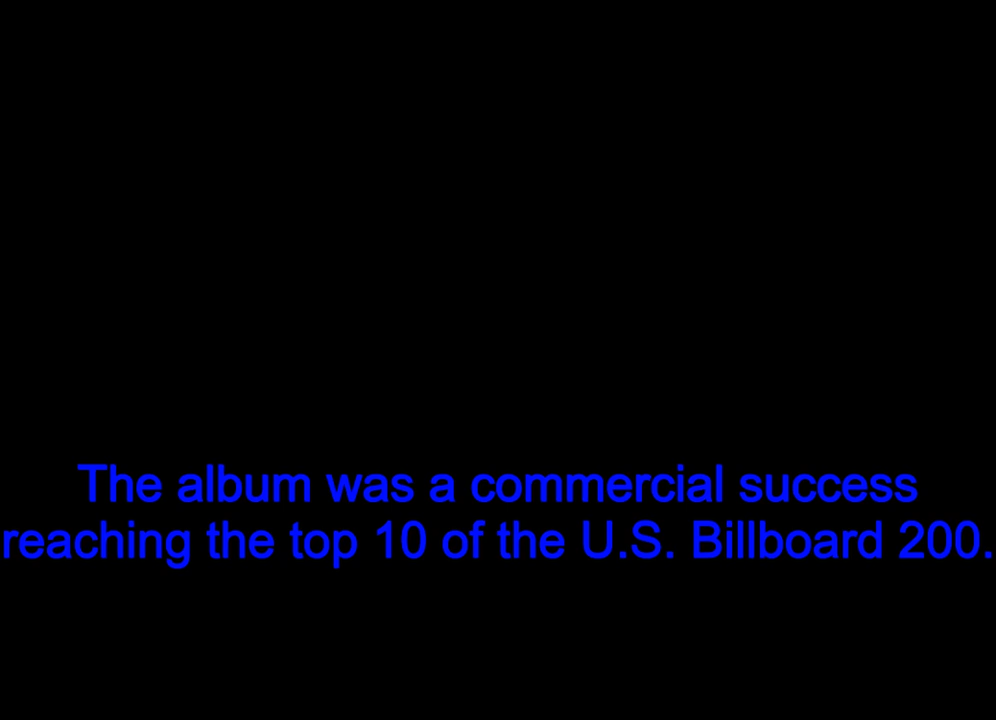 The album was a commercial success
reaching the top 10 of the U.S. Billboard 200.